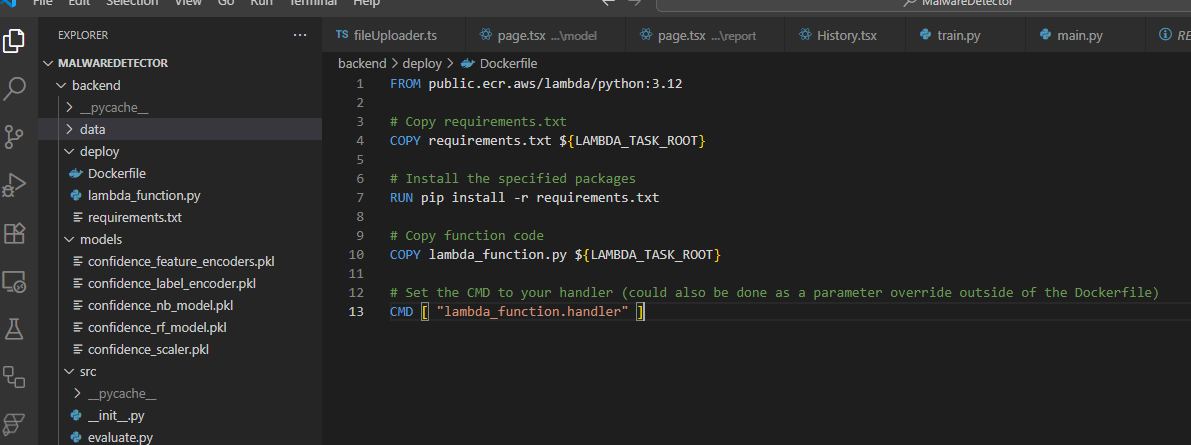 File Edit Selection View Go Run Terminal Help
MalwareDetector
EXPLORER
TS fileUploader.ts
page.tsx ...\model
page.tsx ...\report
History.tsx
train.py
main.py
MALWAREDETECTOR
backend
__pycache__
data
deploy
Dockerfile
lambda_function.py
requirements.txt
models
confidence_feature_encoders.pkl
confidence_label_encoder.pkl
confidence_nb_model.pkl
confidence_rf_model.pkl
confidence_scaler.pkl
src
__pycache__
__init__.py
evaluate.py
backend > deploy > Dockerfile
1 FROM public.ecr.aws/lambda/python:3.12
2
3 # Copy requirements.txt
4 COPY requirements.txt ${LAMBDA_TASK_ROOT}
5
6 # Install the specified packages
7 RUN pip install -r requirements.txt
8
9 # Copy function code
10 COPY lambda_function.py ${LAMBDA_TASK_ROOT}
11
12 # Set the CMD to your handler (could also be done as a parameter override outside of the Dockerfile)
13 CMD [ "lambda_function.handler" ]